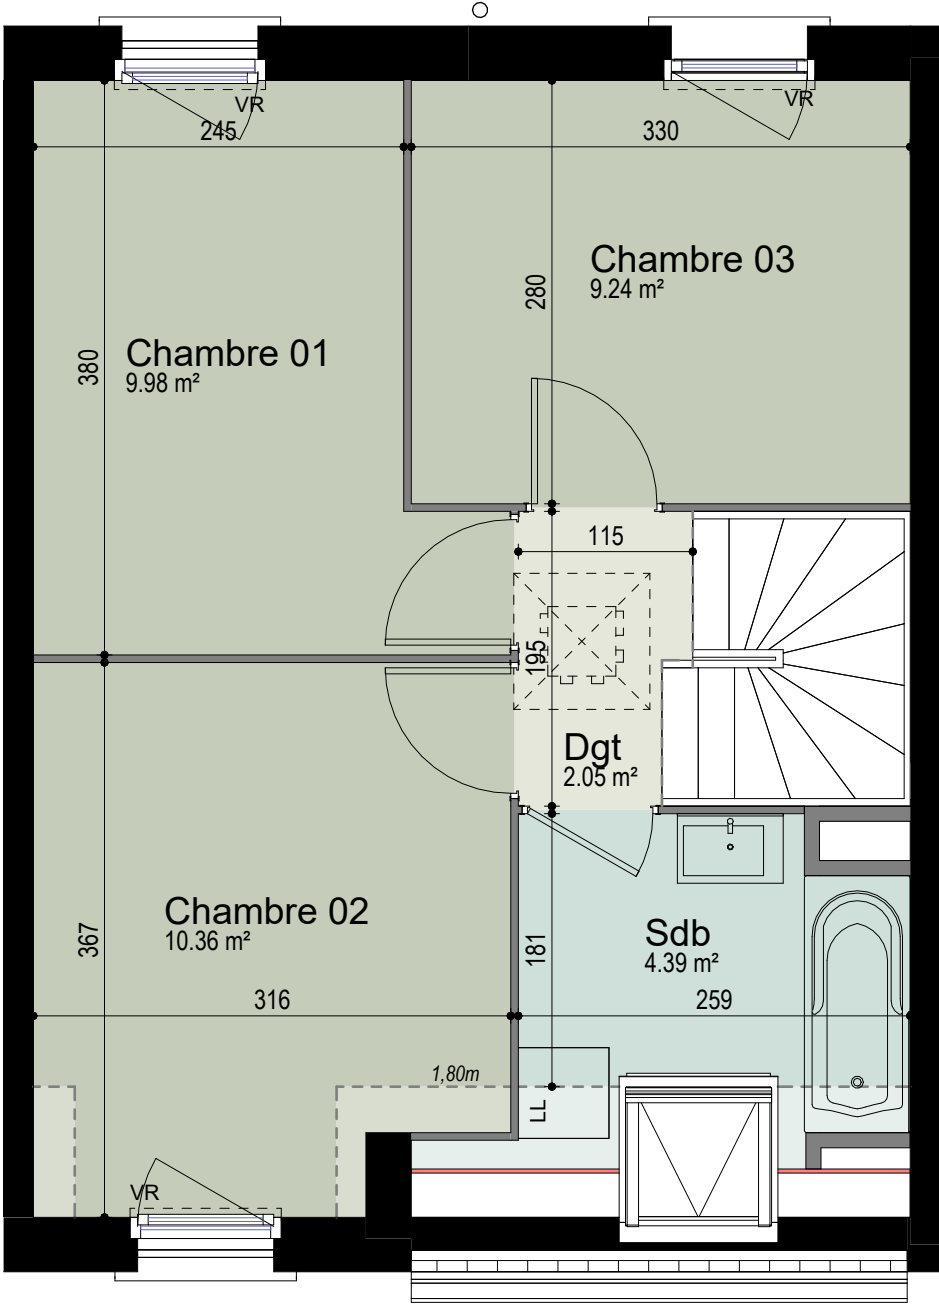 VR
VR
245
330
Chambre 03
9.24 m²
280
Chambre 01
9.98 m²
380
115
195
Dgt
2.05 m²
Chambre 02
10.36 m²
367
Sdb
4.39 m²
181
316
259
1,80m
LL
VR